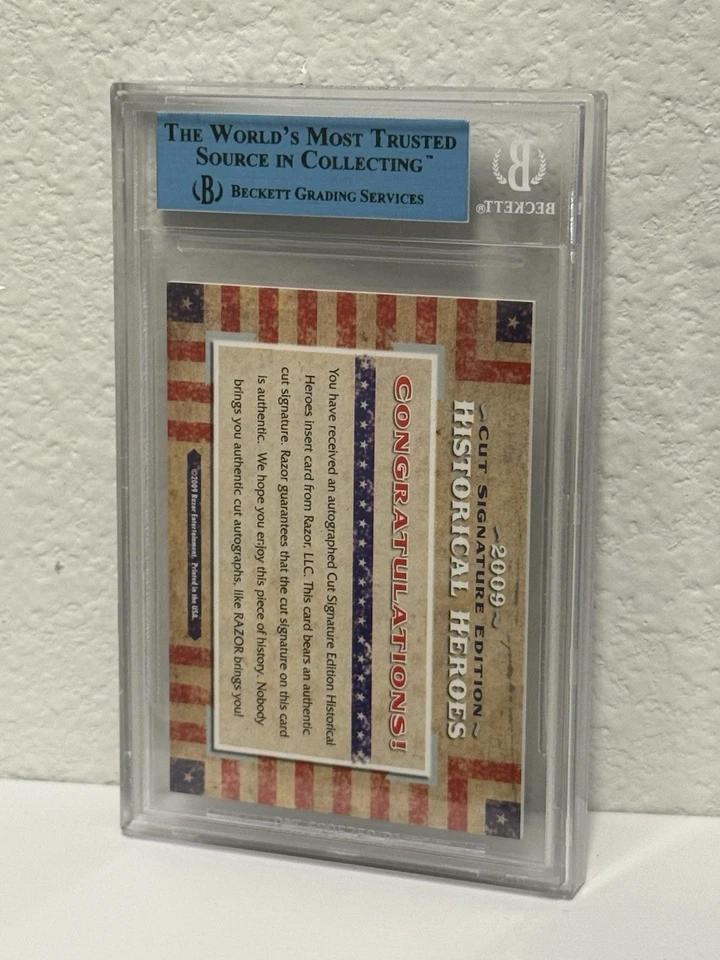 THE WORLD'S MOST TRUSTED
SOURCE IN COLLECTING™
B BECKETT GRADING SERVICES
B
BECKETT®
~2009~
~CUT SIGNATURE EDITION~
HISTORICAL HEROES
CONGRATULATIONS!
You have received an autographed Cut Signature Edition Historical
Heroes insert card from Razor, LLC. This card bears an authentic
cut signature. Razor guarantees that the cut signature on this card
is authentic. We hope you enjoy this piece of history. Nobody
brings you authentic cut autographs, like RAZOR brings you!
©2009 Razor Entertainment. Printed in the USA.